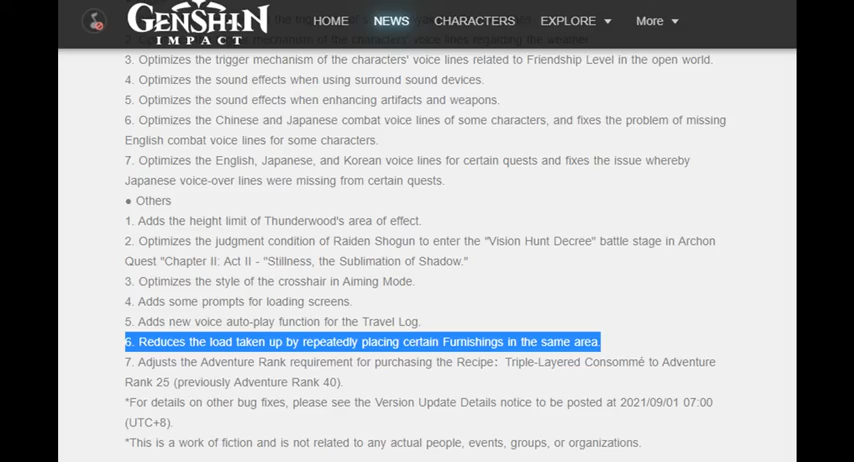 GENSHIN
IMPACT
HOME NEWS CHARACTERS EXPLORE More
mechanism of the characters' voice lines regarding the weather.
3. Optimizes the trigger mechanism of the characters' voice lines related to Friendship Level in the open world.
4. Optimizes the sound effects when using surround sound devices.
5. Optimizes the sound effects when enhancing artifacts and weapons.
6. Optimizes the Chinese and Japanese combat voice lines of some characters, and fixes the problem of missing
English combat voice lines for some characters.
7. Optimizes the English, Japanese, and Korean voice lines for certain quests and fixes the issue whereby
Japanese voice-over lines were missing from certain quests.
● Others
1. Adds the height limit of Thunderwood's area of effect.
2. Optimizes the judgment condition of Raiden Shogun to enter the "Vision Hunt Decree" battle stage in Archon
Quest "Chapter II: Act II - "Stillness, the Sublimation of Shadow."
3. Optimizes the style of the crosshair in Aiming Mode.
4. Adds some prompts for loading screens.
5. Adds new voice auto-play function for the Travel Log.
6. Reduces the load taken up by repeatedly placing certain Furnishings in the same area.
7. Adjusts the Adventure Rank requirement for purchasing the Recipe：Triple-Layered Consommé to Adventure
Rank 25 (previously Adventure Rank 40).
*For details on other bug fixes, please see the Version Update Details notice to be posted at 2021/09/01 07:00
(UTC+8).
*This is a work of fiction and is not related to any actual people, events, groups, or organizations.